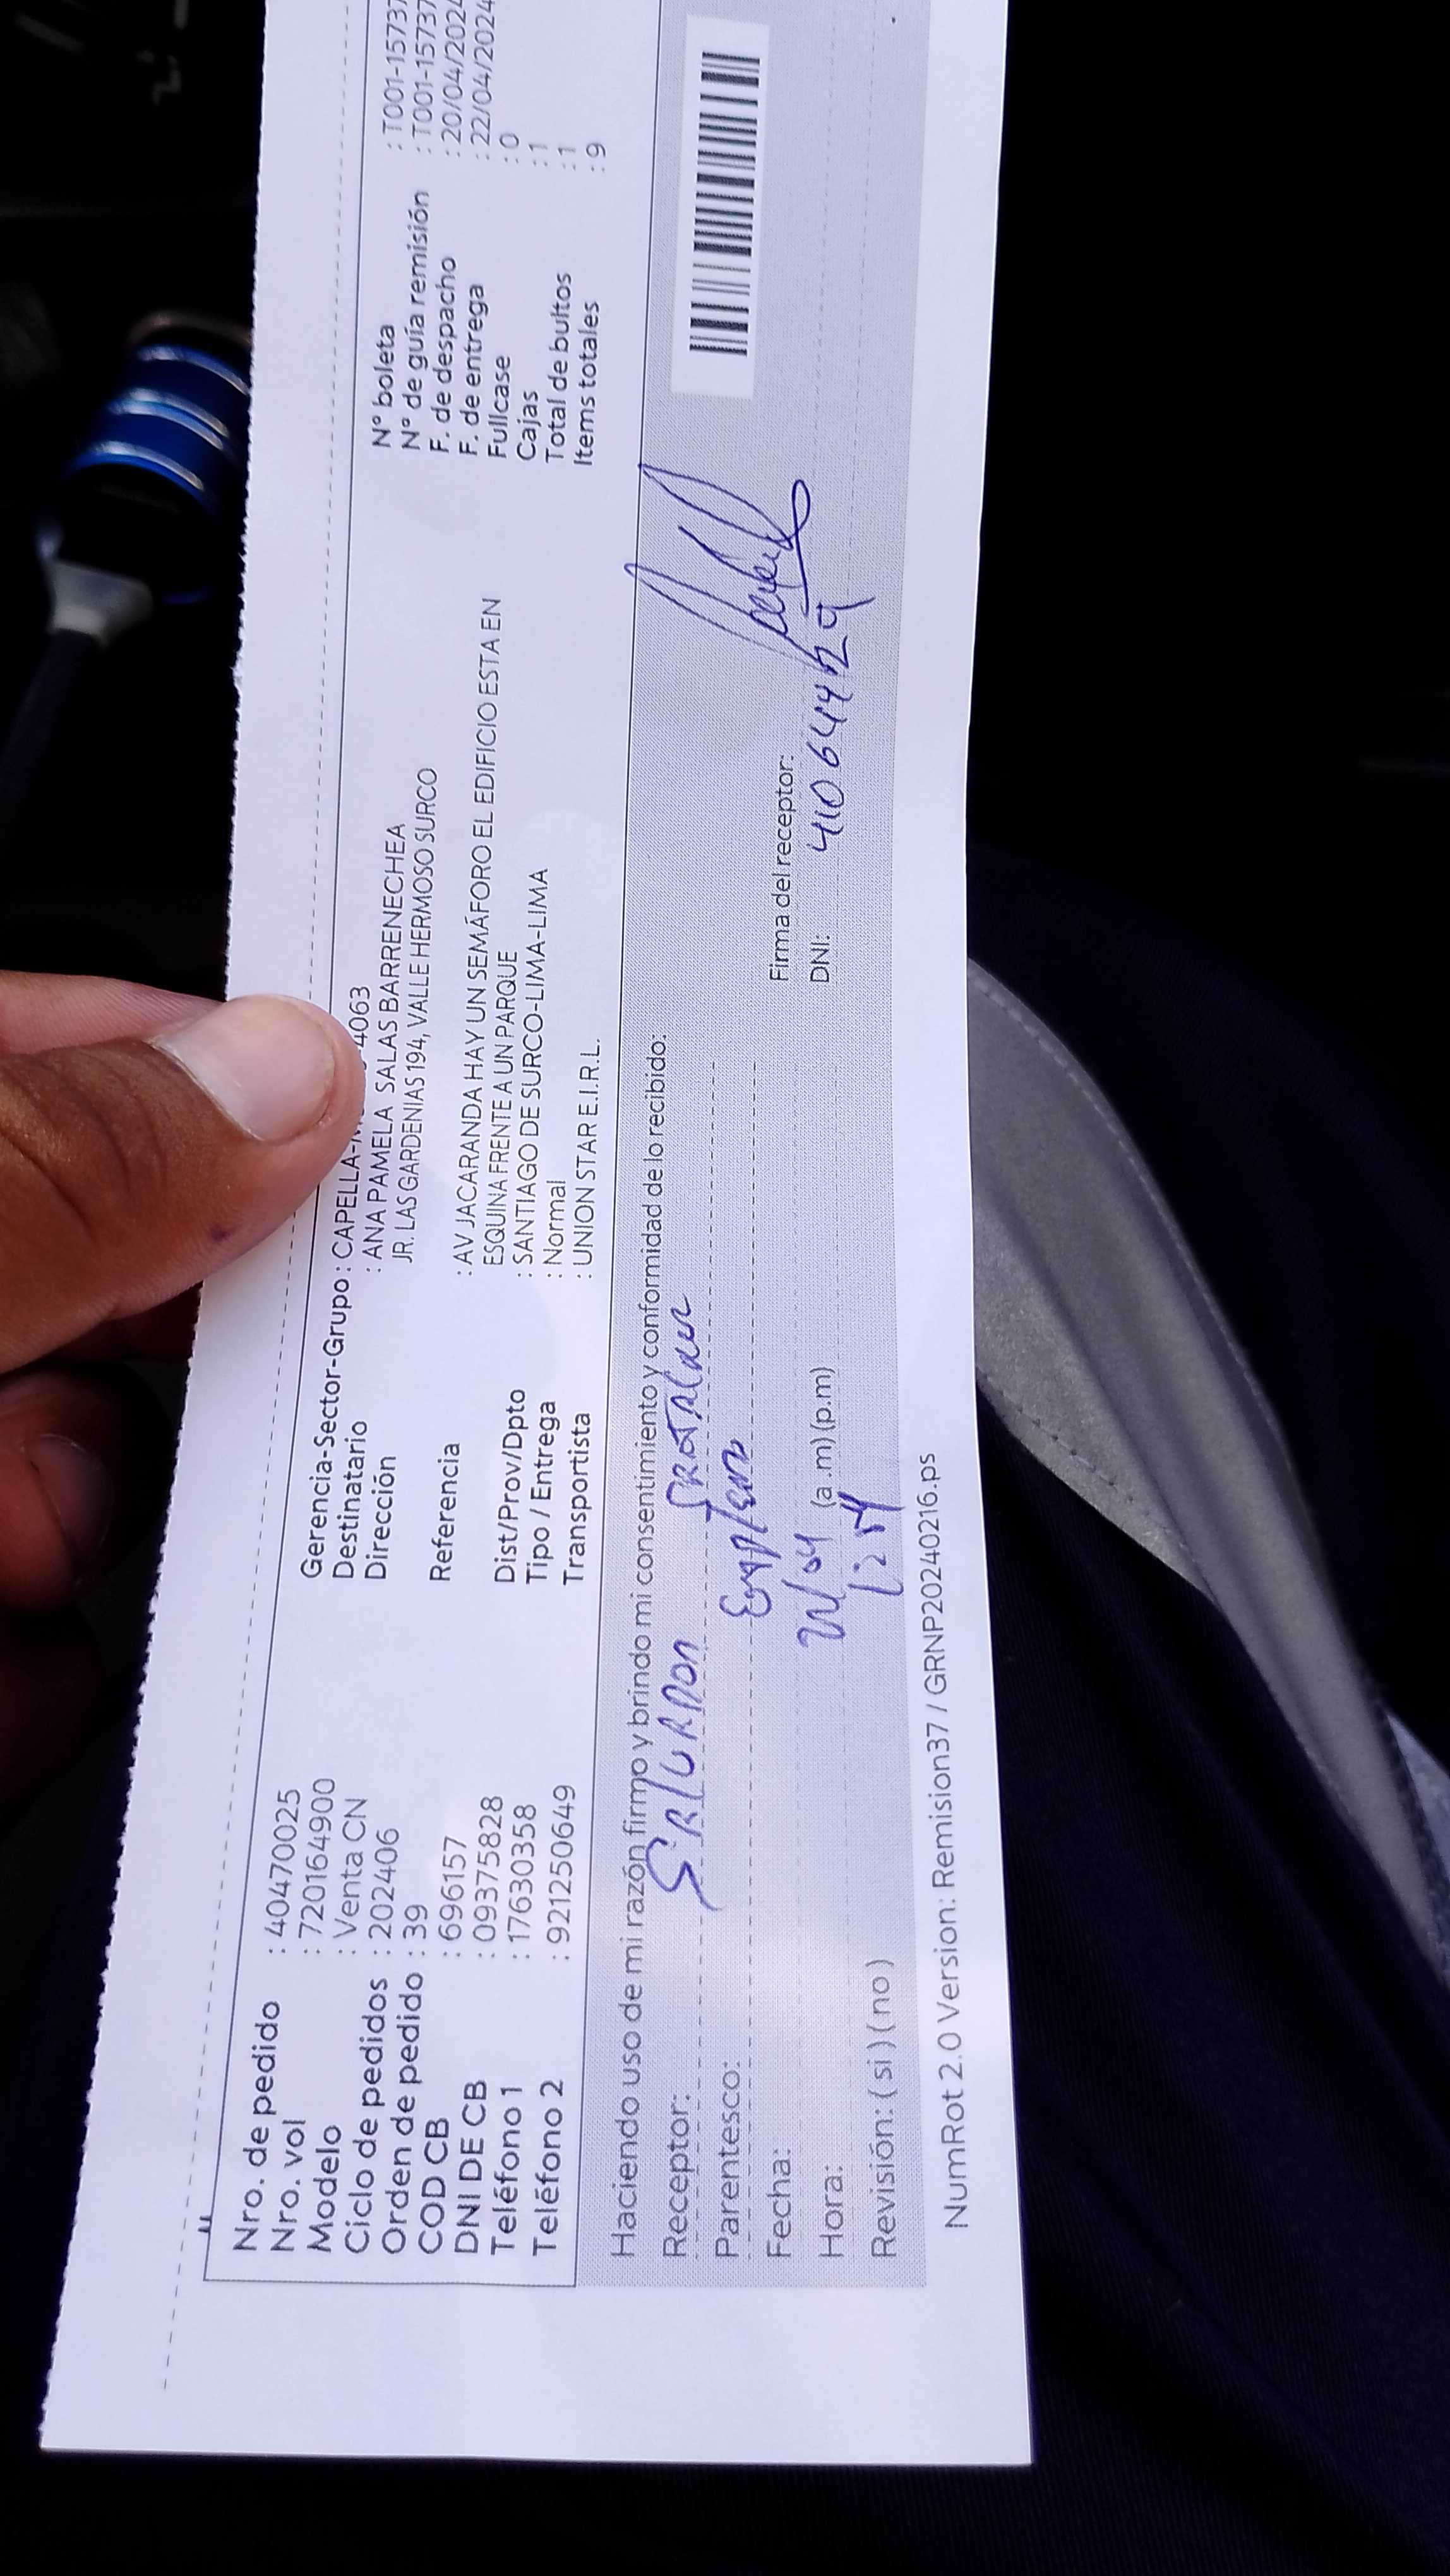 Nro. de pedido : 40470025
Nro. vol : 720164900
Modelo : Venta CN
Ciclo de pedidos : 202406
Orden de pedido : 39
COD CB : 696157
DNI DE CB : 09375828
Teléfono 1 : 17630358
Teléfono 2 : 921250649
Gerencia-Sector-Grupo : CAPELLA- 4063
Destinatario : ANA PAMELA SALAS BARRENECHEA
Dirección JR. LAS GARDENIAS 194, VALLE HERMOSO SURCO
Referencia : AV JACARANDA HAY UN SEMÁFORO EL EDIFICIO ESTA EN
ESQUINA FRENTE A UN PARQUE
Dist/Prov/Dpto : SANTIAGO DE SURCO-LIMA-LIMA
Tipo / Entrega : Normal
Transportista : UNION STAR E.I.R.L.
N° boleta : T001-15737
N° de guía remisión : T001-15737
F. de despacho : 20/04/2024
F. de entrega : 22/04/2024
Fullcase : 0
Cajas : 1
Total de bultos : 1
Items totales : 9
Haciendo uso de mi razón firmo y brindo mi consentimiento y conformidad de lo recibido:
Receptor:
Parentesco:
Fecha:
Hora: (a.m) (p.m)
Revisión: ( si ) ( no )
Firma del receptor:
DNI:
NumRot 2.0 Version: Remision37 / GRNP20240216.ps